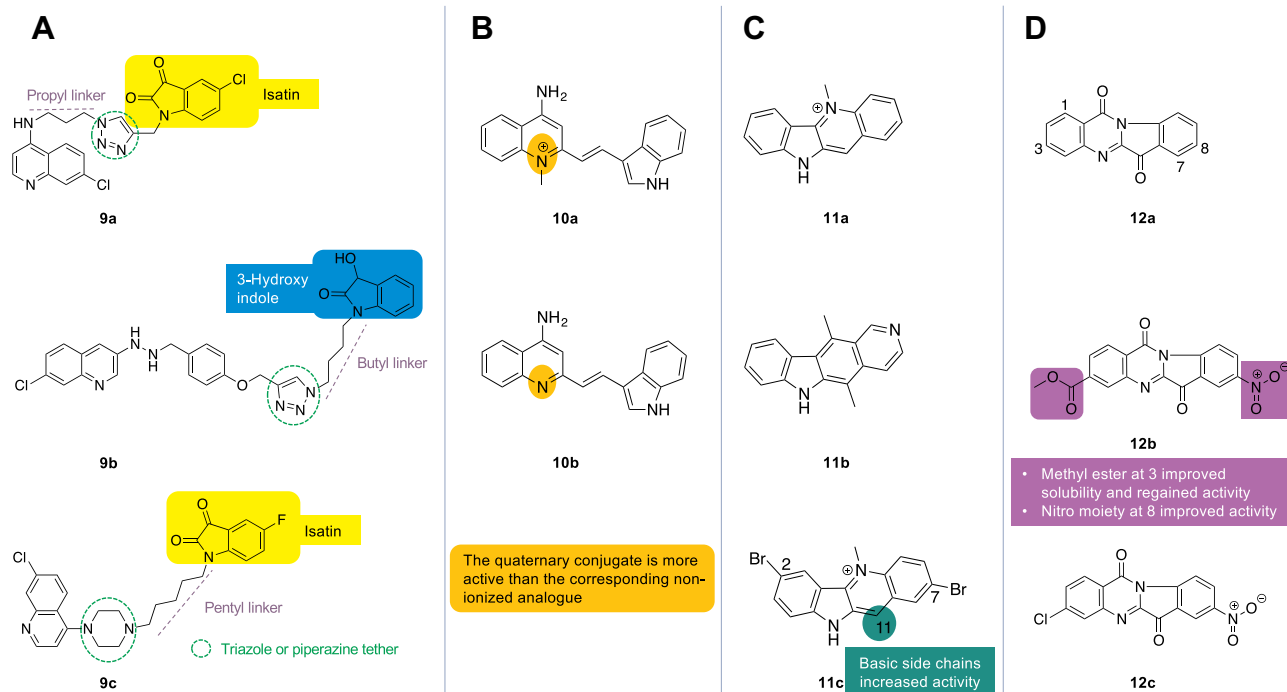 A
Propyl linker
O
Cl
O
Isatin
N
HN
N
N
N
Cl
N
9a
3-Hydroxy
indole
HO
O
N
H
N
N
H
Cl
N
O
N
N
N
Butyl linker
9b
O
F
O
Isatin
N
Cl
N
N
N
Pentyl linker
Triazole or piperazine tether
9c
B
NH2
N
+
N
H
10a
NH2
N
N
H
10b
The quaternary conjugate is more
active than the corresponding non-
ionized analogue
C
N
+
N
H
11a
N
N
H
11b
Br
2
N
+
7
Br
11
N
H
11c
Basic side chains
increased activity
D
O
1
N
3
8
N
7
O
12a
O
N
O
O
N
O
N
+
O
−
O
12b
• Methyl ester at 3 improved
solubility and regained activity
• Nitro moiety at 8 improved activity
O
N
Cl
N
O
N
+
O
−
O
12c